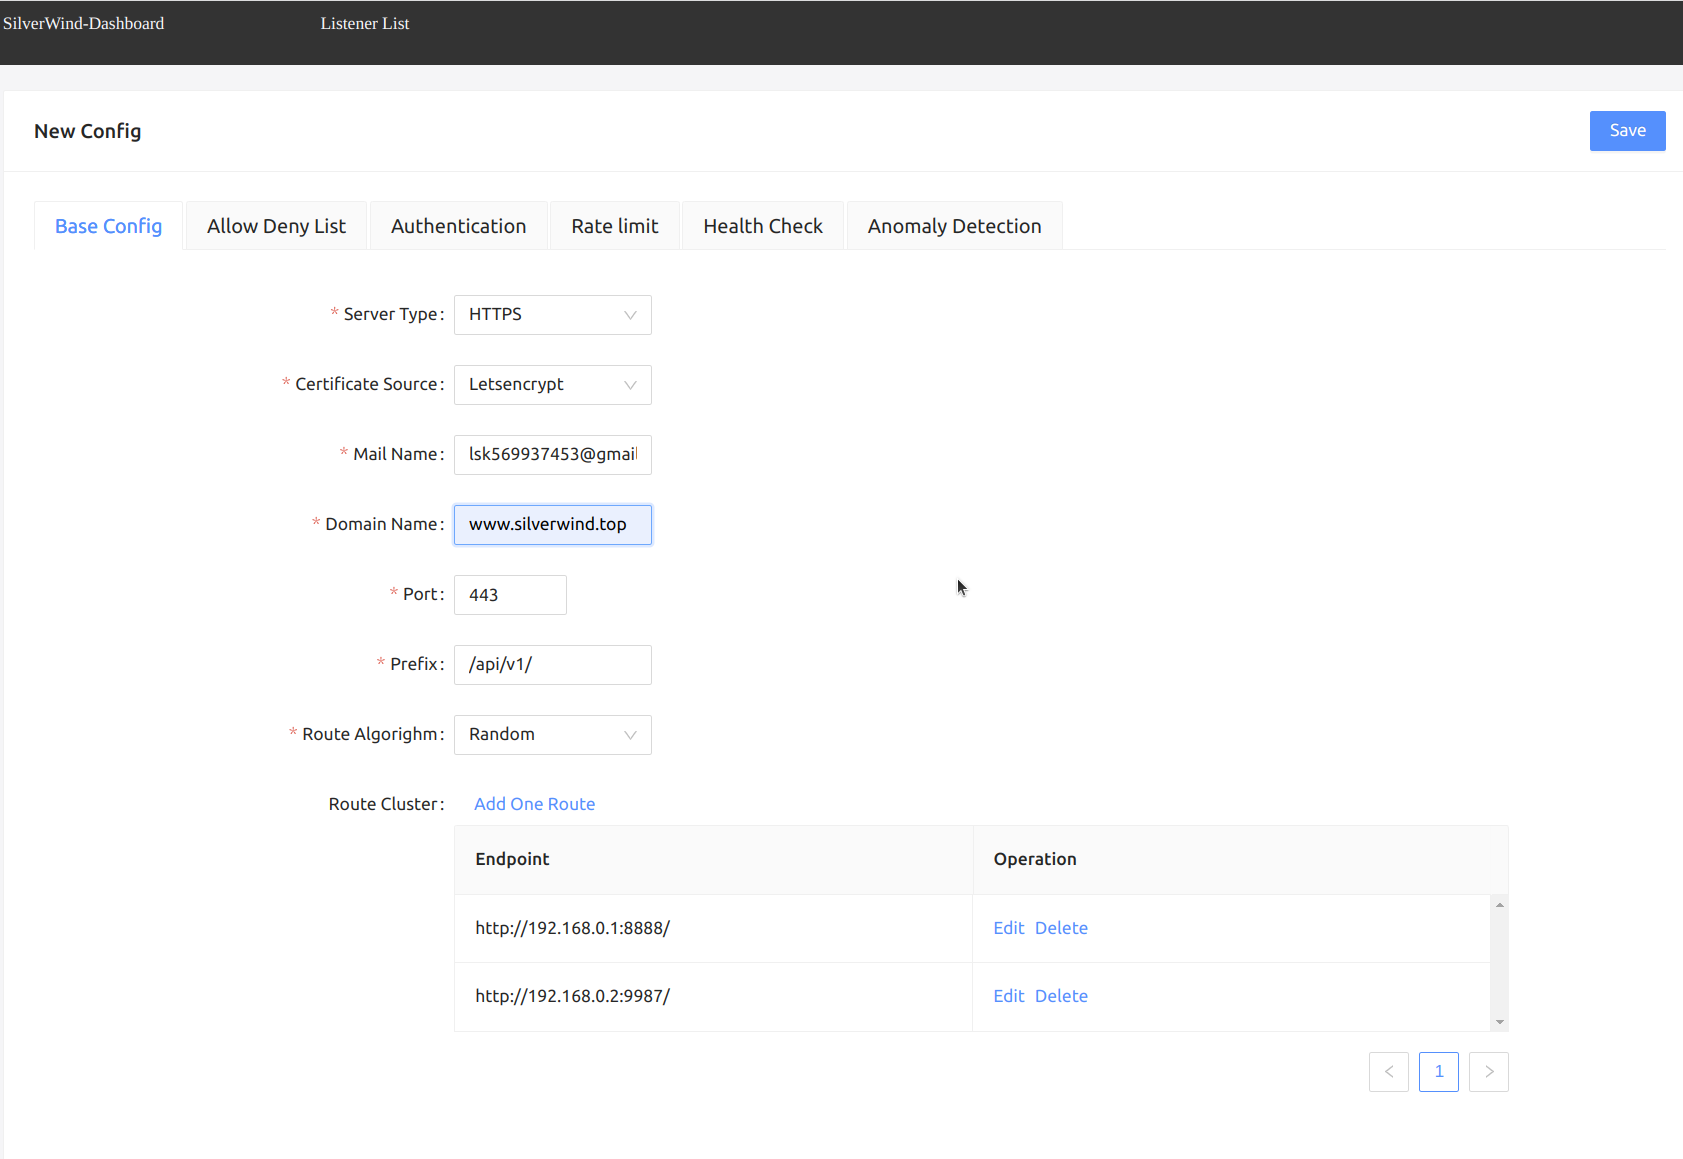 SilverWind-Dashboard Listener List
New Config Save
Base Config Allow Deny List Authentication Rate limit Health Check Anomaly Detection
* Server Type: HTTPS
* Certificate Source: Letsencrypt
* Mail Name: lsk569937453@gmail
* Domain Name: www.silverwind.top
* Port: 443
* Prefix: /api/v1/
* Route Algorighm: Random
Route Cluster: Add One Route
Endpoint Operation
http://192.168.0.1:8888/ Edit Delete
http://192.168.0.2:9987/ Edit Delete
< 1 >